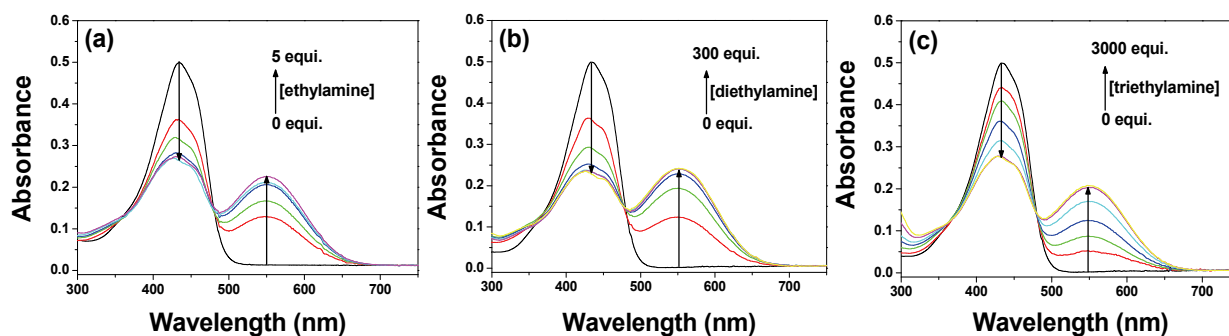 (a)
5 equi.
[ethylamine]
0 equi.
Absorbance
0.6
0.5
0.4
0.3
0.2
0.1
0.0
300 400 500 600 700
Wavelength (nm)
(b)
300 equi.
[diethylamine]
0 equi.
Absorbance
0.6
0.5
0.4
0.3
0.2
0.1
0.0
300 400 500 600 700
Wavelength (nm)
(c)
3000 equi.
[triethylamine]
0 equi.
Absorbance
0.6
0.5
0.4
0.3
0.2
0.1
0.0
300 400 500 600 700
Wavelength (nm)